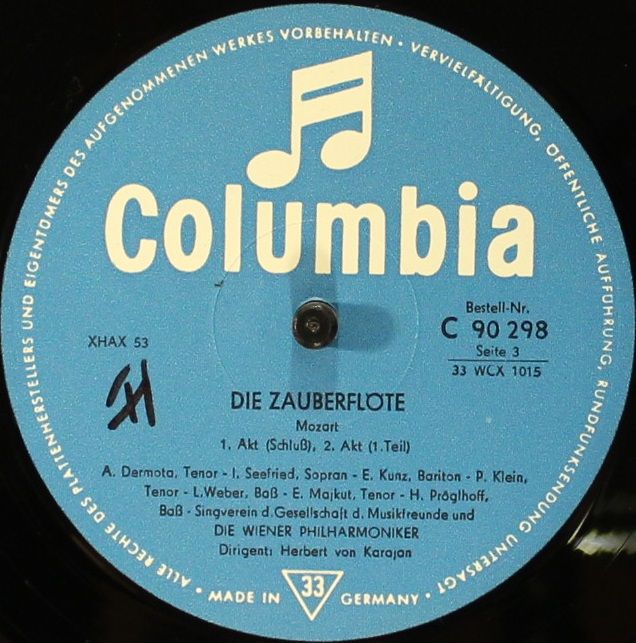 ALLE RECHTE DES PLATTENHERSTELLERS UND EIGENTÜMERS DES AUFGENOMMENEN WERKES VORBEHALTEN · VERVIELFÄLTIGUNG, ÖFFENTLICHE AUFFÜHRUNG, RUNDFUNKSENDUNG UNTERSAGT ·
Columbia
Bestell-Nr.
C 90 298
Seite 3
33 WCX 1015
XHAX 53
DIE ZAUBERFLÖTE
Mozart
1. Akt (Schluß), 2. Akt (1. Teil)
A. Dermota, Tenor - I. Seefried, Sopran - E. Kunz, Bariton - P. Klein,
Tenor - L. Weber, Baß - E. Majkut, Tenor - H. Pröglhoff,
Baß - Singverein d. Gesellschaft d. Musikfreunde und
DIE WIENER PHILHARMONIKER
Dirigent: Herbert von Karajan
· MADE IN 33 GERMANY ·